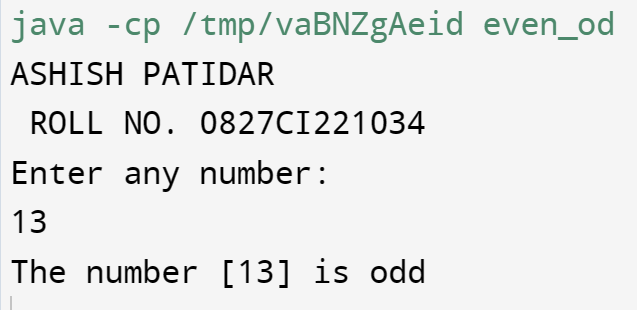 java -cp /tmp/vaBNZgAeid even_od
ASHISH PATIDAR
ROLL NO. 0827CI221034
Enter any number:
13
The number [13] is odd